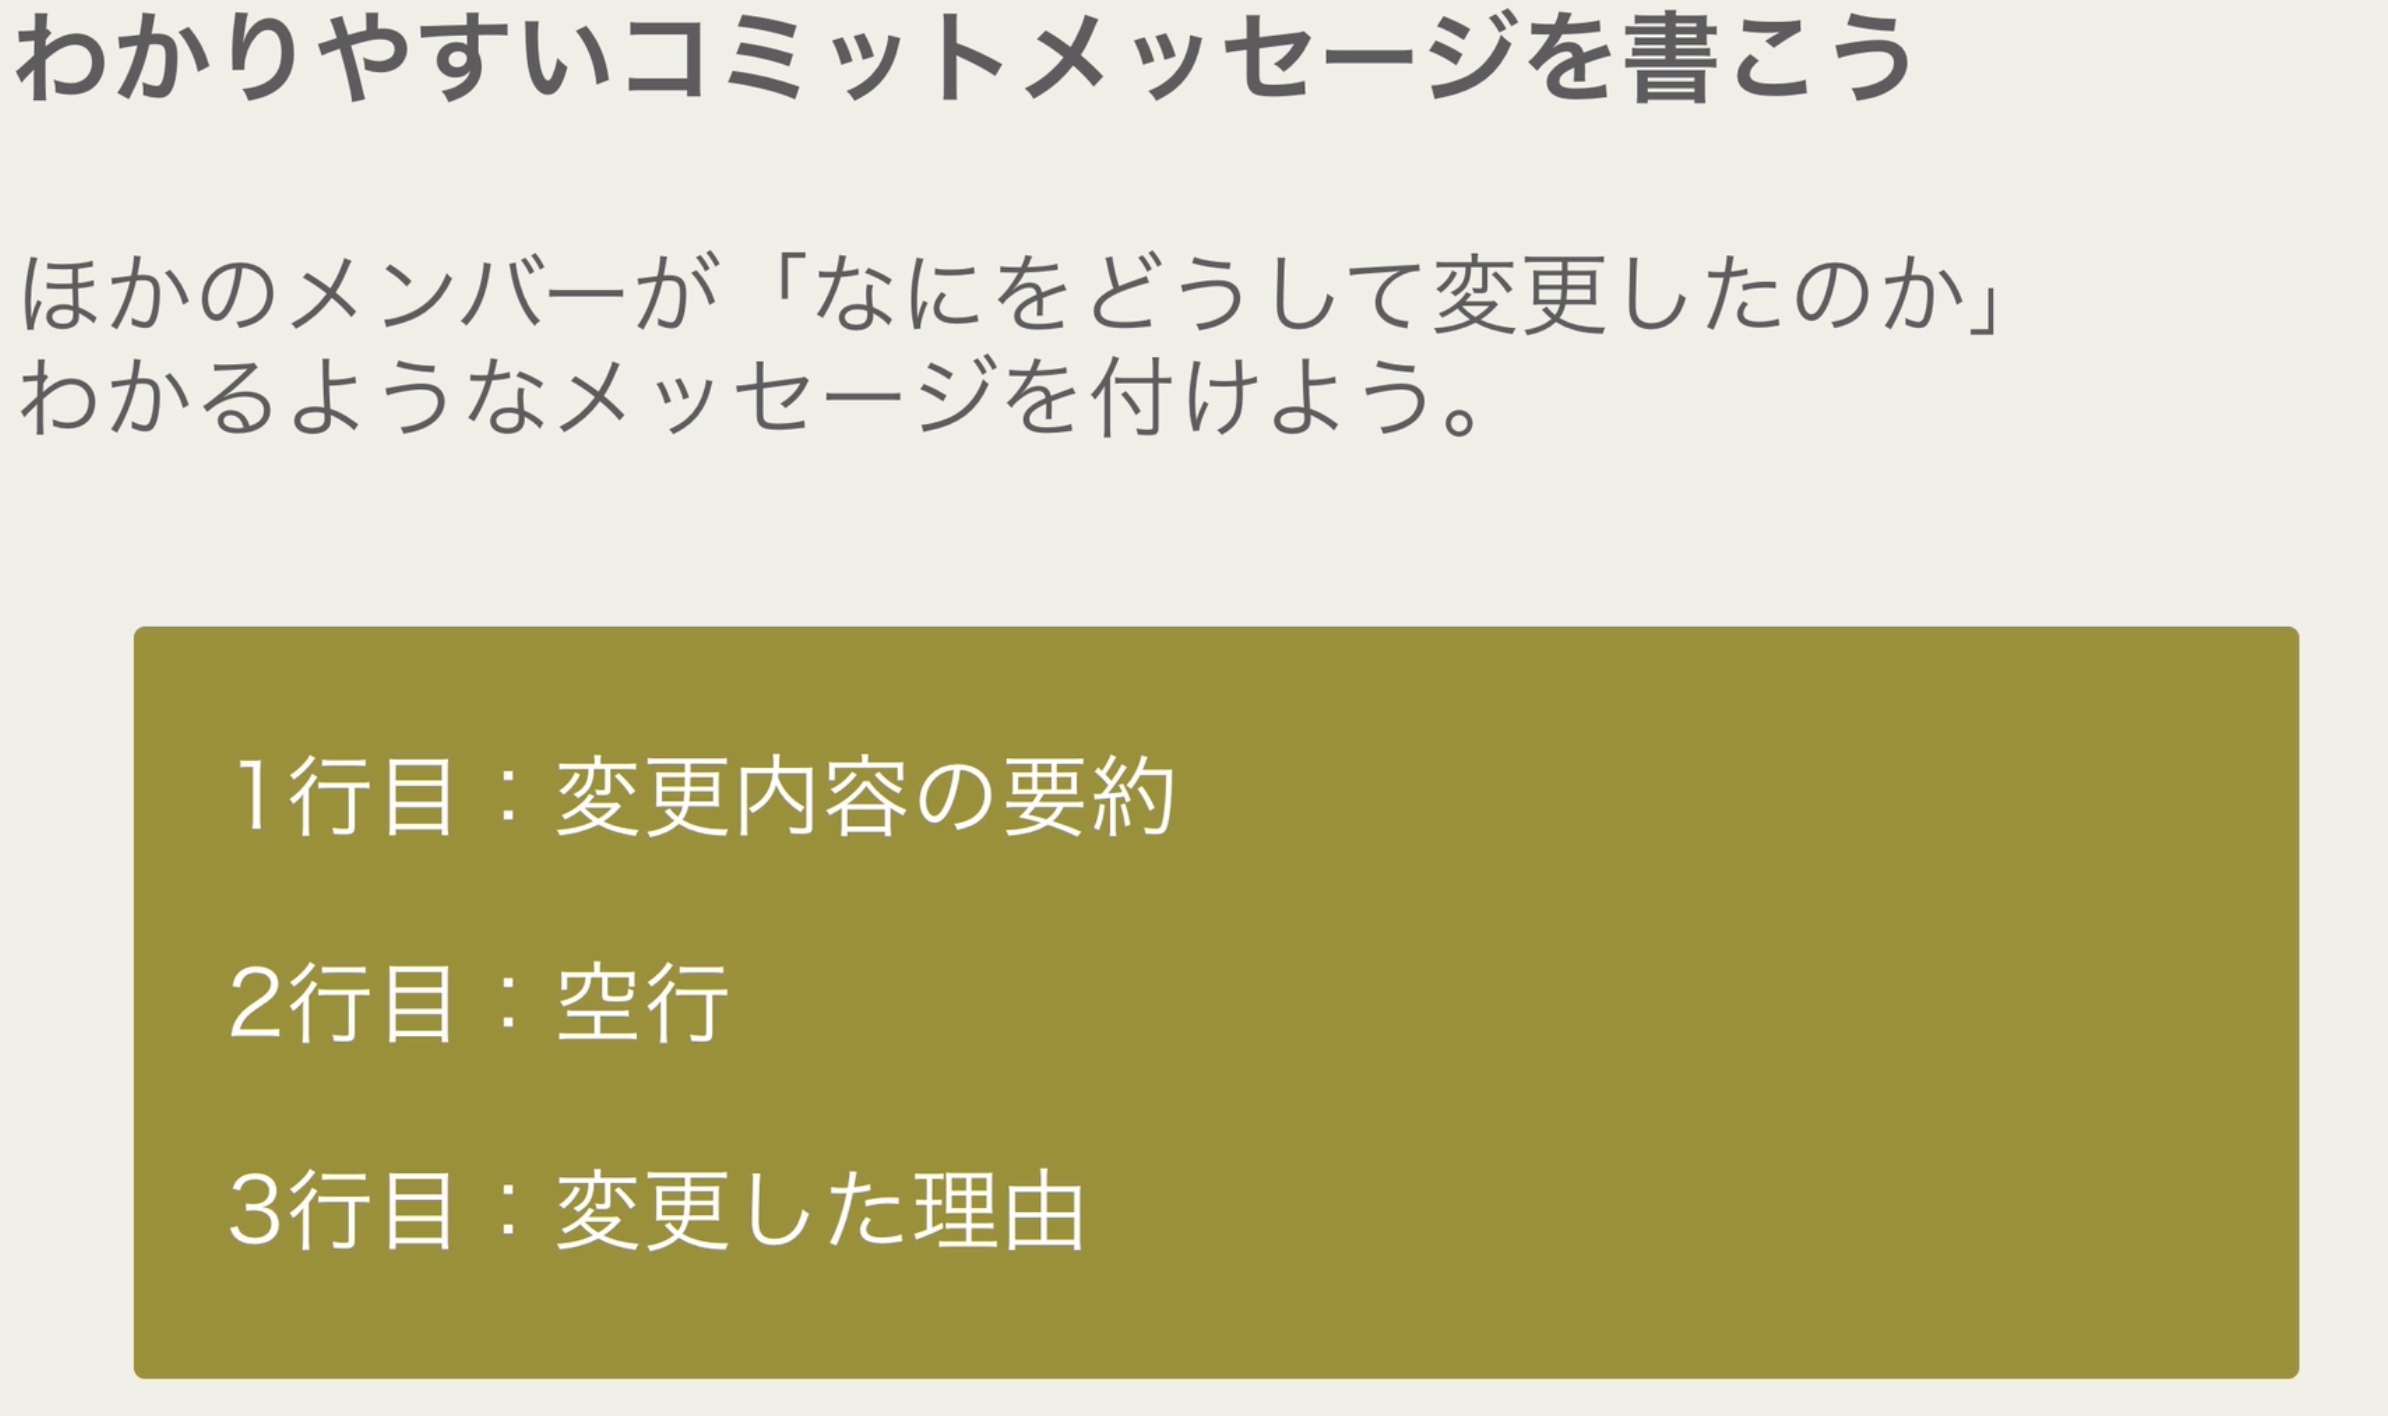 わかりやすいコミットメッセージを書こう
ほかのメンバーが「なにをどうして変更したのか」
わかるようなメッセージを付けよう。
1行目：変更内容の要約
2行目：空行
3行目：変更した理由